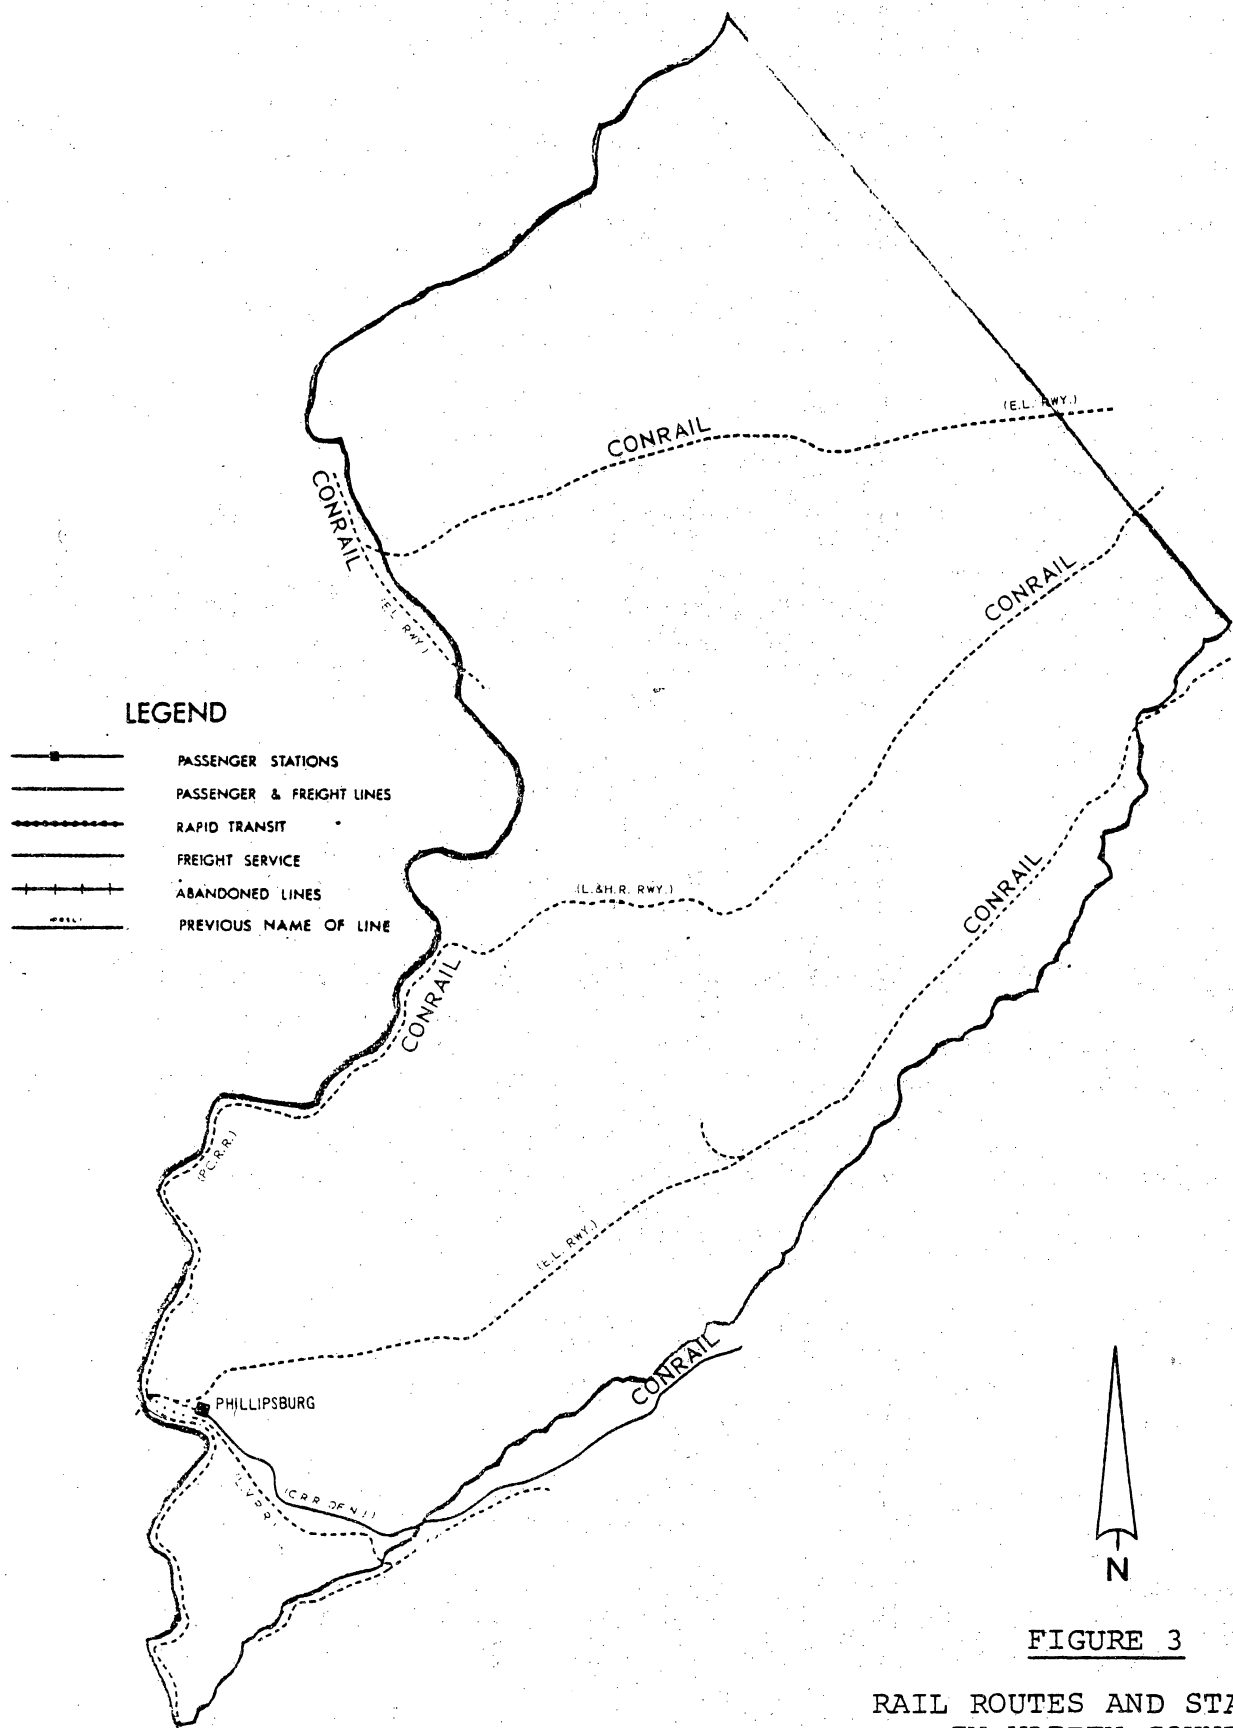 (E.L. RWY.)
CONRAIL
CONRAIL
CONRAIL
(E.L. RWY.)
LEGEND
PASSENGER STATIONS
PASSENGER & FREIGHT LINES
RAPID TRANSIT
FREIGHT SERVICE
ABANDONED LINES
PREVIOUS NAME OF LINE
(L.&H.R. RWY.)
CONRAIL
CONRAIL
(P.C.R.R.)
(E.L. RWY.)
CONRAIL
PHILLIPSBURG
(C.R.R. OF N.J.)
(L.V.R.R.)
N
FIGURE 3
RAIL ROUTES AND